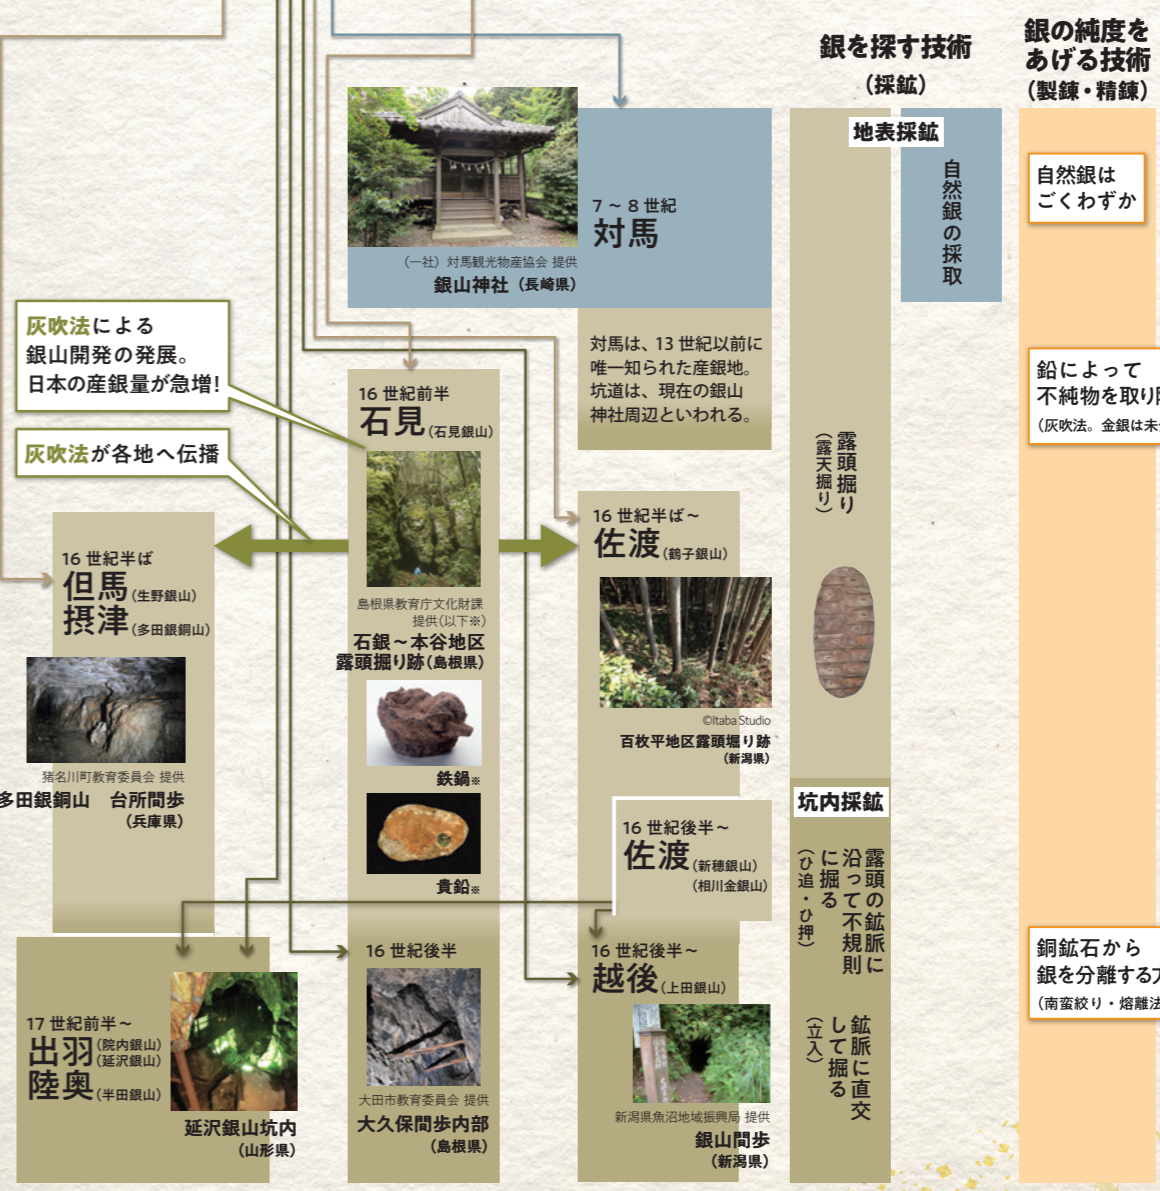 銀を探す技術
（採鉱）
銀の純度を
あげる技術
（製錬・精錬）
地表採鉱
自然銀の採取
自然銀は
ごくわずか
7～8世紀
対馬
（一社）対馬観光物産協会 提供
銀山神社（長崎県）
対馬は、13世紀以前に
唯一知られた産銀地。
坑道は、現在の銀山
神社周辺といわれる。
灰吹法による
銀山開発の発展。
日本の産銀量が急増！
灰吹法が各地へ伝播
16世紀前半
石見（石見銀山）
島根県教育庁文化財課
提供（以下※）
石銀～本谷地区
露頭掘り跡（島根県）
鉄鍋※
貴鉛※
鉛によって
不純物を取り
（灰吹法。金銀は未
露頭掘り
（露天掘り）
16世紀半ば～
佐渡（鶴子銀山）
©Itaba Studio
百枚平地区露頭堀り跡
（新潟県）
16世紀半ば
但馬（生野銀山）
摂津（多田銀銅山）
猪名川町教育委員会 提供
多田銀銅山　台所間歩
（兵庫県）
坑内採鉱
露頭の鉱脈に
沿って不規則
に掘る
（ひ追・ひ押）
16世紀後半～
佐渡（新穂銀山）
（相川金銀山）
16世紀後半
大田市教育委員会 提供
大久保間歩内部
（島根県）
16世紀後半～
越後（上田銀山）
新潟県魚沼地域振興局 提供
銀山間歩
（新潟県）
鉱脈に直交
して掘る
（立入）
17世紀前半～
出羽（院内銀山）
（延沢銀山）
陸奥（半田銀山）
延沢銀山坑内
（山形県）
銅鉱石から
銀を分離する
（南蛮絞り・熔離法